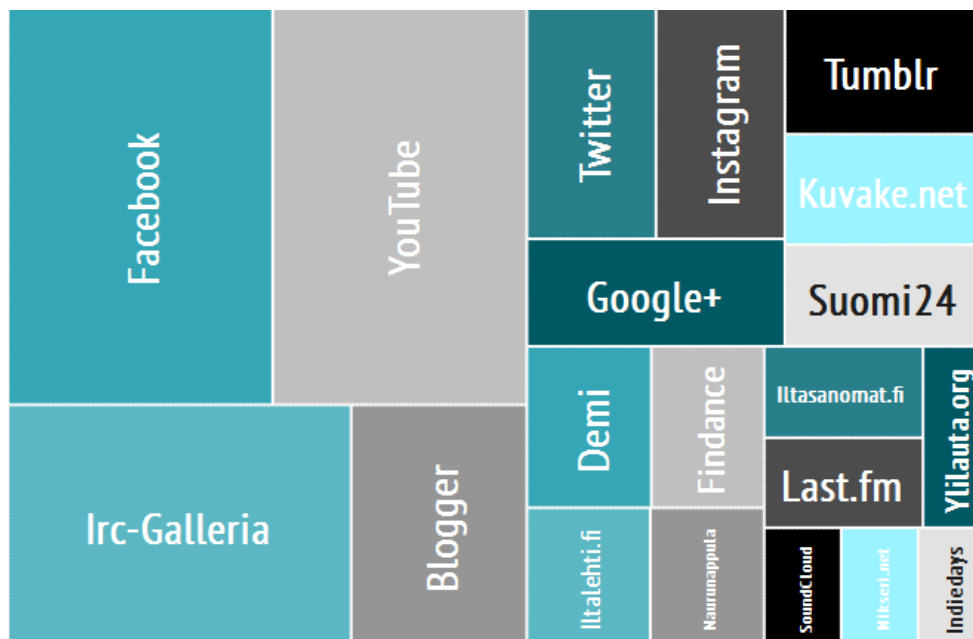 Facebook
YouTube
Twitter
Instagram
Tumblr
Kuvake.net
Google+
Suomi24
Irc-Galleria
Blogger
Demi
Findance
Iltasanomat.fi
Ylilauta.org
Last.fm
Iltalehti.fi
Naurunappula
SoundCloud
Nikseri.net
Indiedays